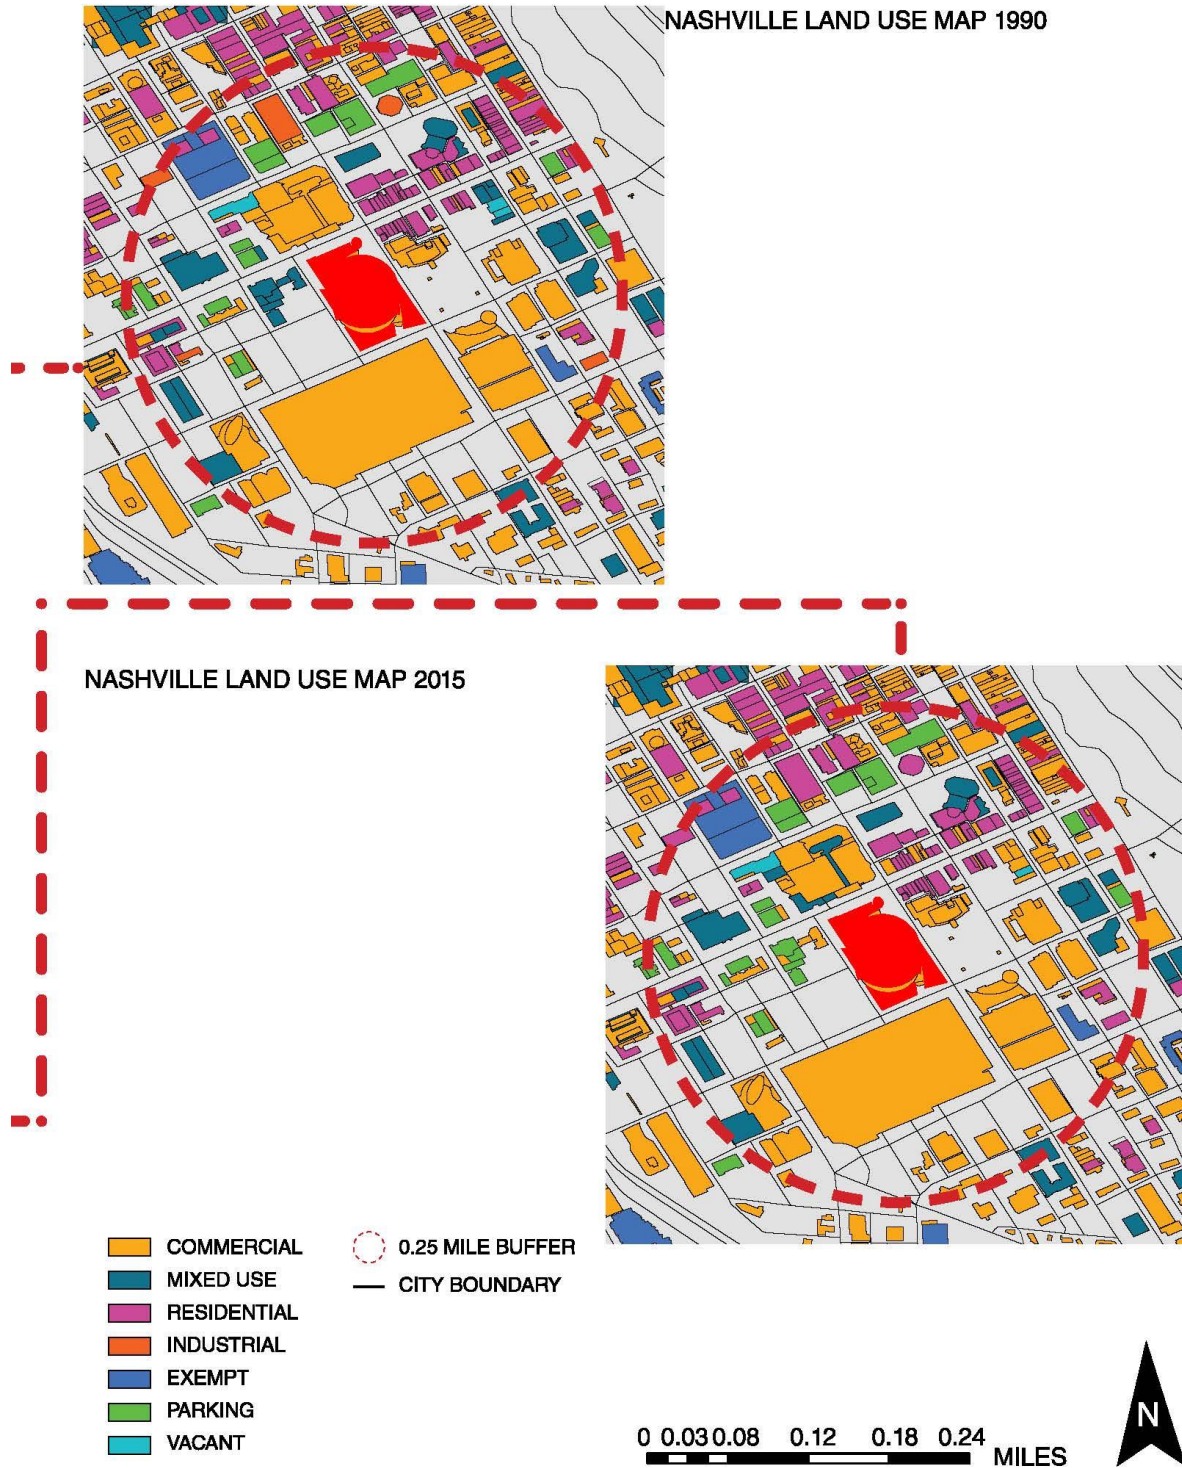 NASHVILLE LAND USE MAP 1990
NASHVILLE LAND USE MAP 2015
COMMERCIAL
MIXED USE
RESIDENTIAL
INDUSTRIAL
EXEMPT
PARKING
VACANT
0.25 MILE BUFFER
CITY BOUNDARY
0 0.03 0.08 0.12 0.18 0.24 MILES
N